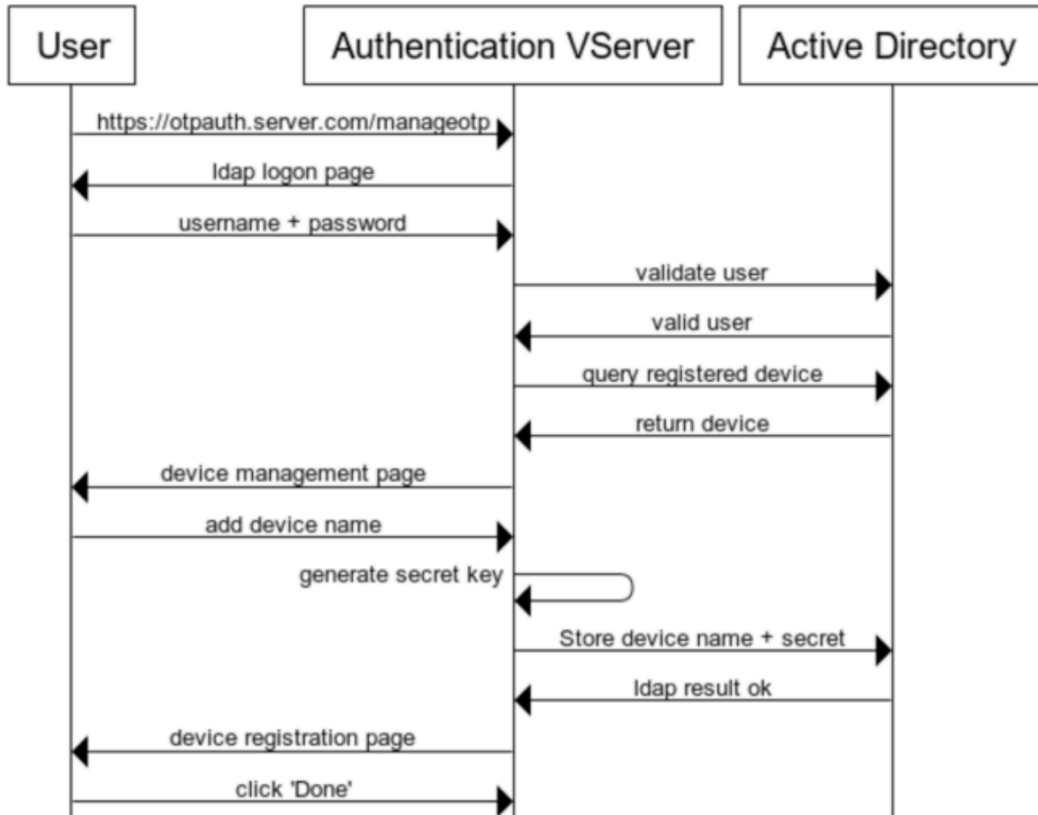 User
Authentication VServer
Active Directory
https://otpauth.server.com/manageotp
ldap logon page
username + password
validate user
valid user
query registered device
return device
device management page
add device name
generate secret key
Store device name + secret
ldap result ok
device registration page
click 'Done'